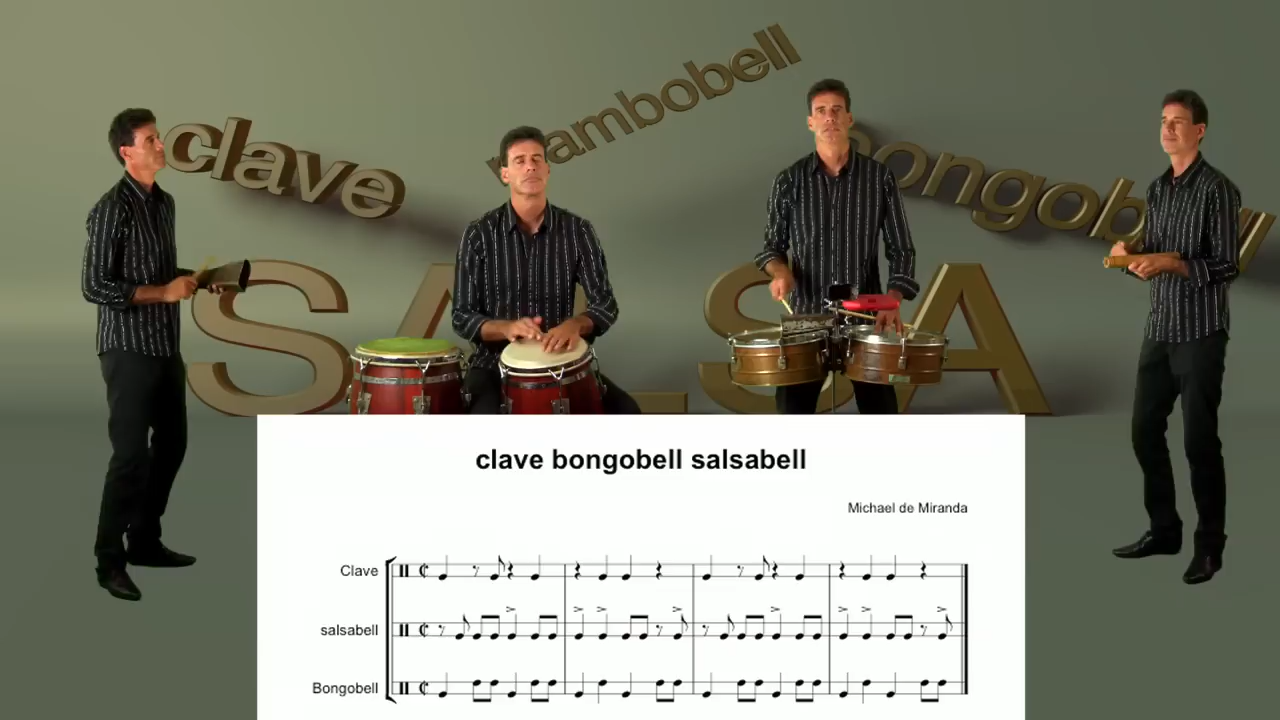 mambobell
clave
bongobell
SALSA
clave bongobell salsabell
Michael de Miranda
Clave
salsabell
Bongobell